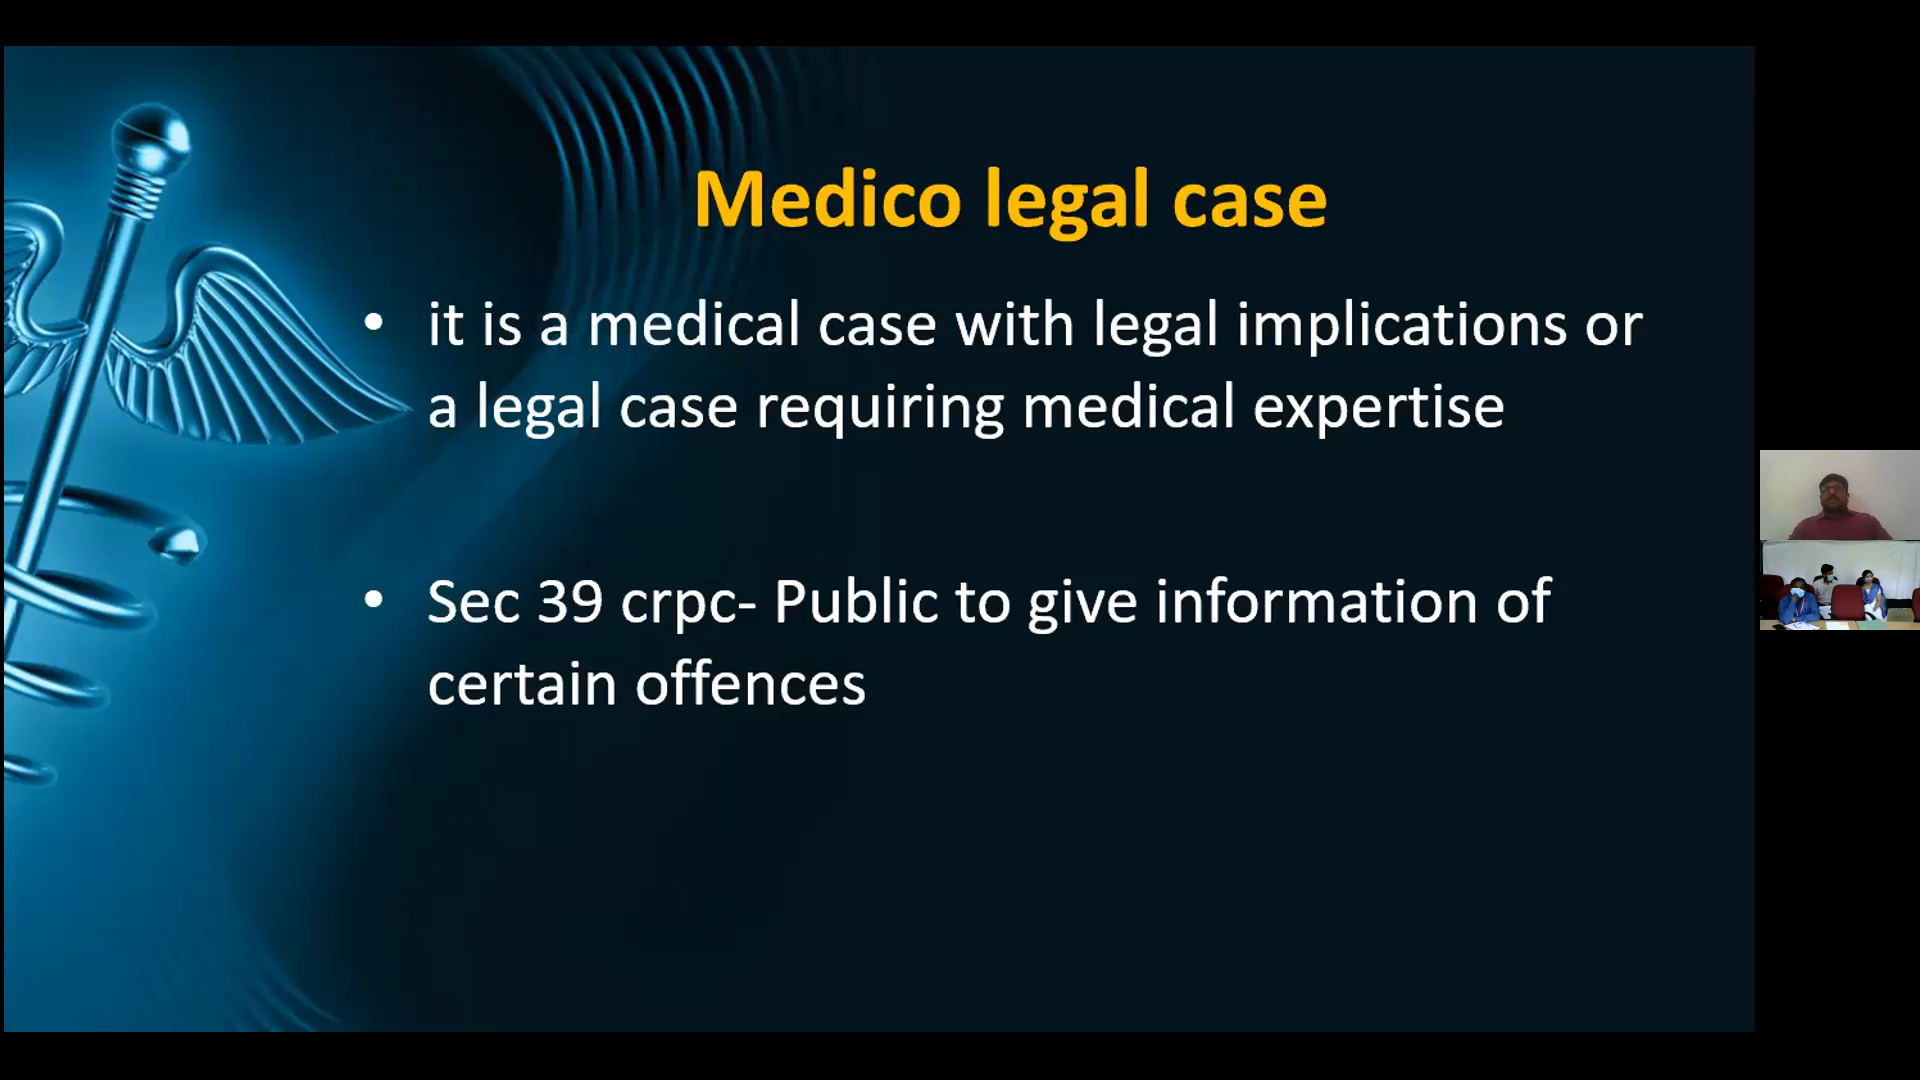 Medico legal case
• it is a medical case with legal implications or
a legal case requiring medical expertise
• Sec 39 crpc- Public to give information of
certain offences